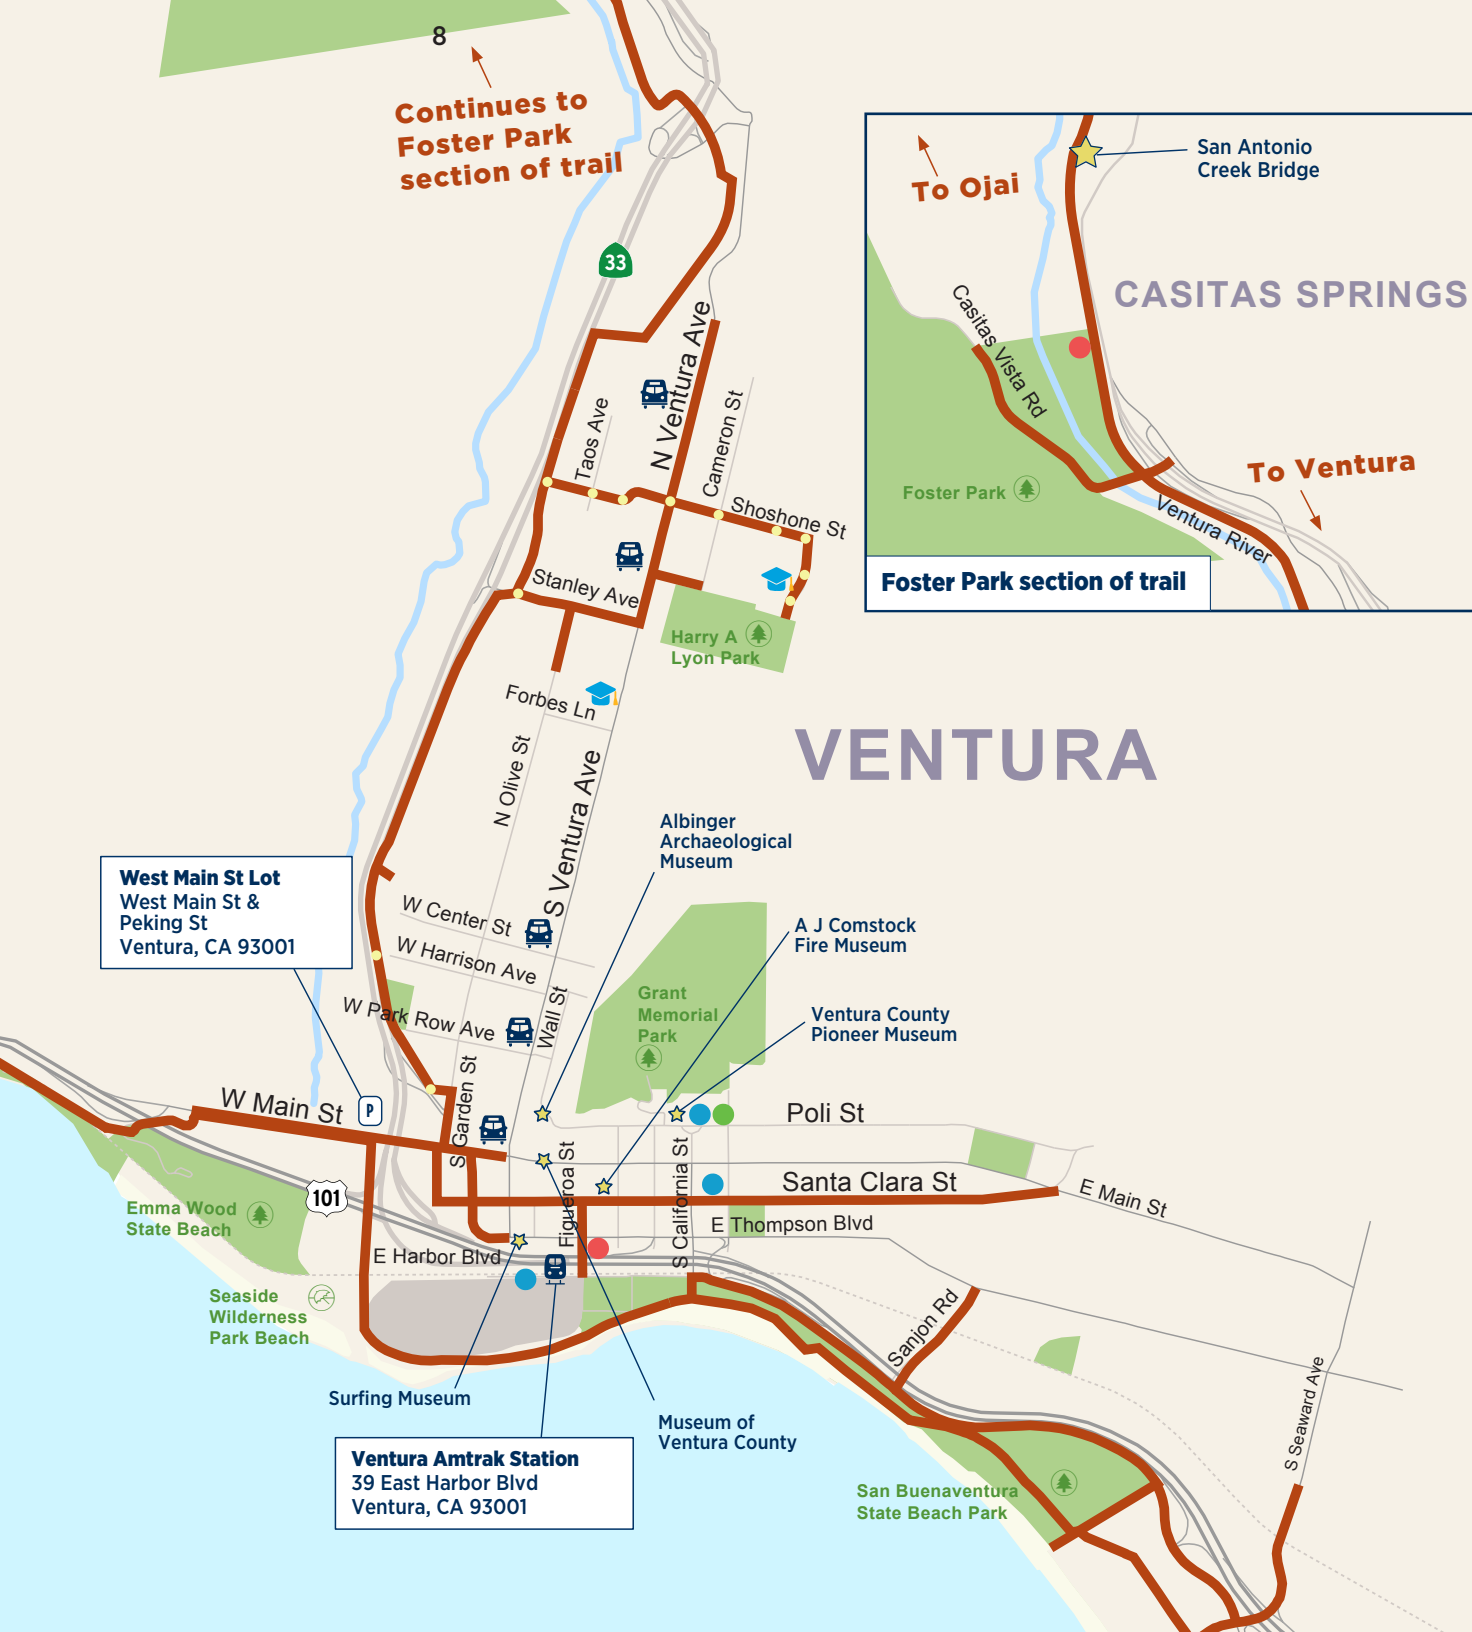 8
Continues to
Foster Park
section of trail
33
San Antonio
Creek Bridge
To Ojai
CASITAS SPRINGS
Casitas Vista Rd
Foster Park
To Ventura
Ventura River
Foster Park section of trail
N Ventura Ave
Taos Ave
Cameron St
Shoshone St
Stanley Ave
Harry A
Lyon Park
Forbes Ln
N Olive St
S Ventura Ave
VENTURA
Albinger
Archaeological
Museum
West Main St Lot
West Main St &
Peking St
Ventura, CA 93001
W Center St
W Harrison Ave
W Park Row Ave
Wall St
A J Comstock
Fire Museum
Grant
Memorial
Park
Ventura County
Pioneer Museum
W Main St
P
S Garden St
Poli St
Figueroa St
S California St
Santa Clara St
E Main St
E Thompson Blvd
101
Emma Wood
State Beach
E Harbor Blvd
Seaside
Wilderness
Park Beach
Sanjon Rd
S Seaward Ave
Surfing Museum
Museum of
Ventura County
Ventura Amtrak Station
39 East Harbor Blvd
Ventura, CA 93001
San Buenaventura
State Beach Park